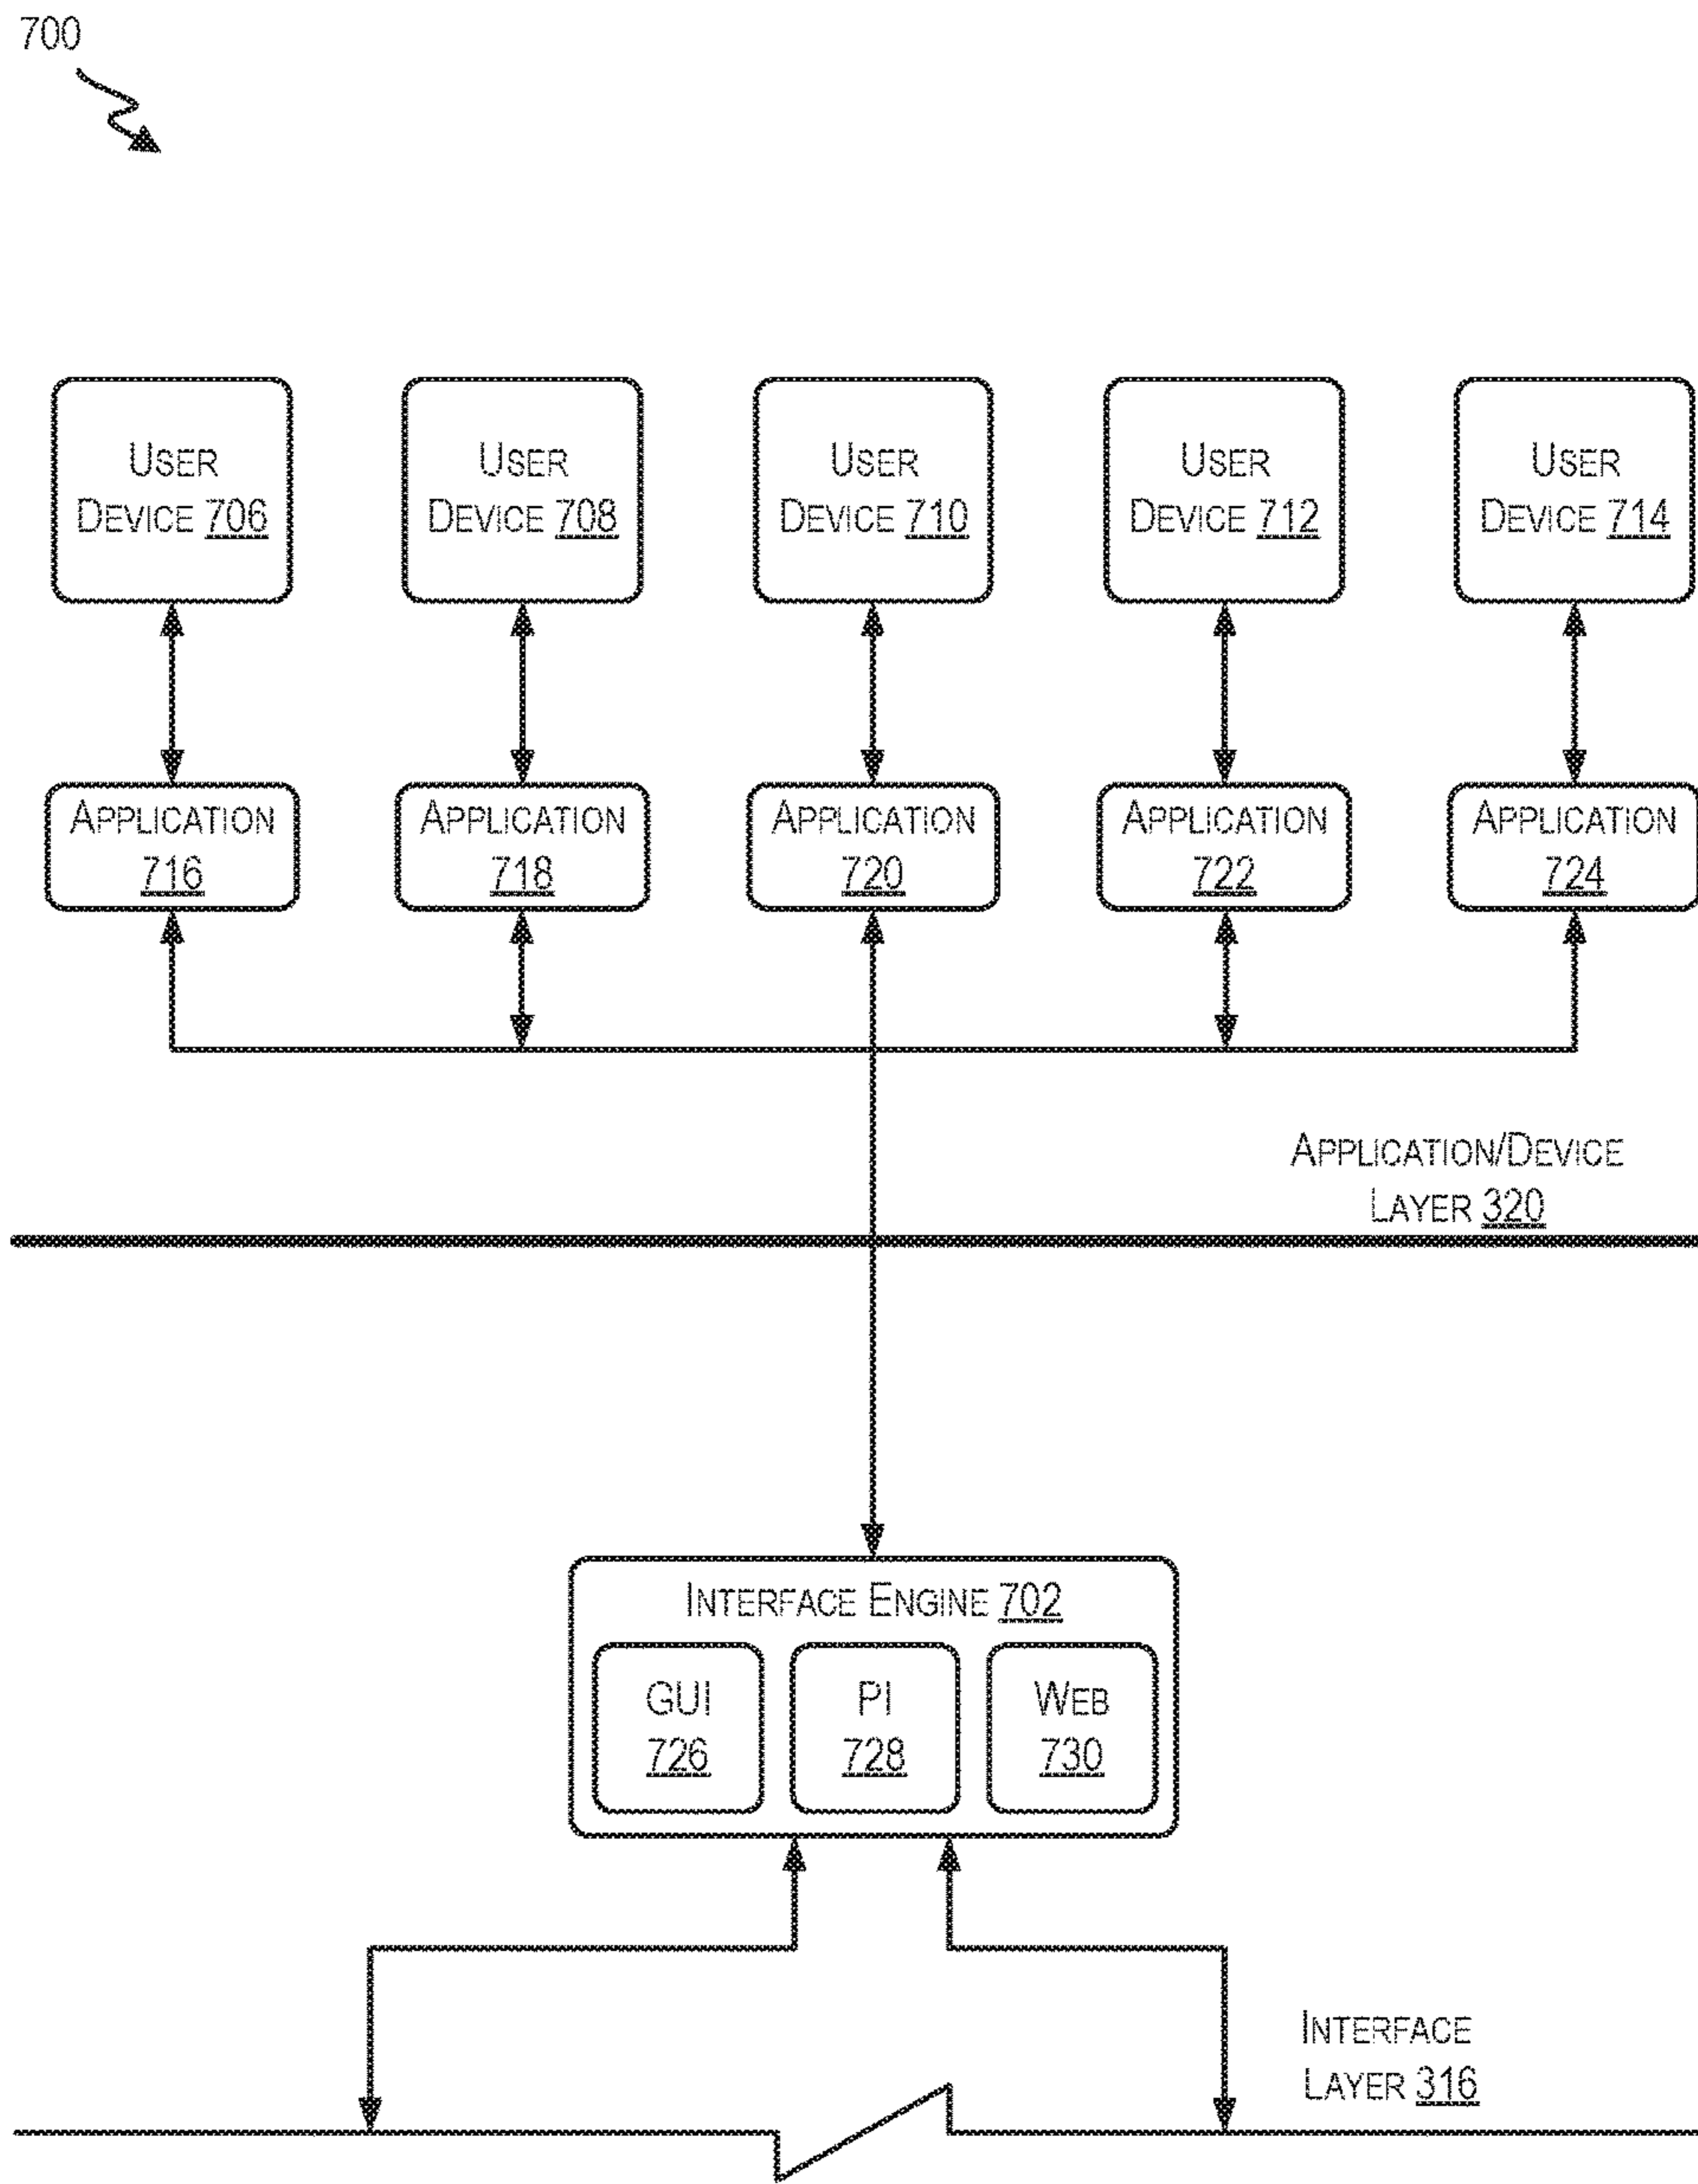 700
USER
DEVICE 706
USER
DEVICE 708
USER
DEVICE 710
USER
DEVICE 712
USER
DEVICE 714
APPLICATION
716
APPLICATION
718
APPLICATION
720
APPLICATION
722
APPLICATION
724
APPLICATION/DEVICE
LAYER 320
INTERFACE ENGINE 702
GUI
726
PI
728
WEB
730
INTERFACE
LAYER 316